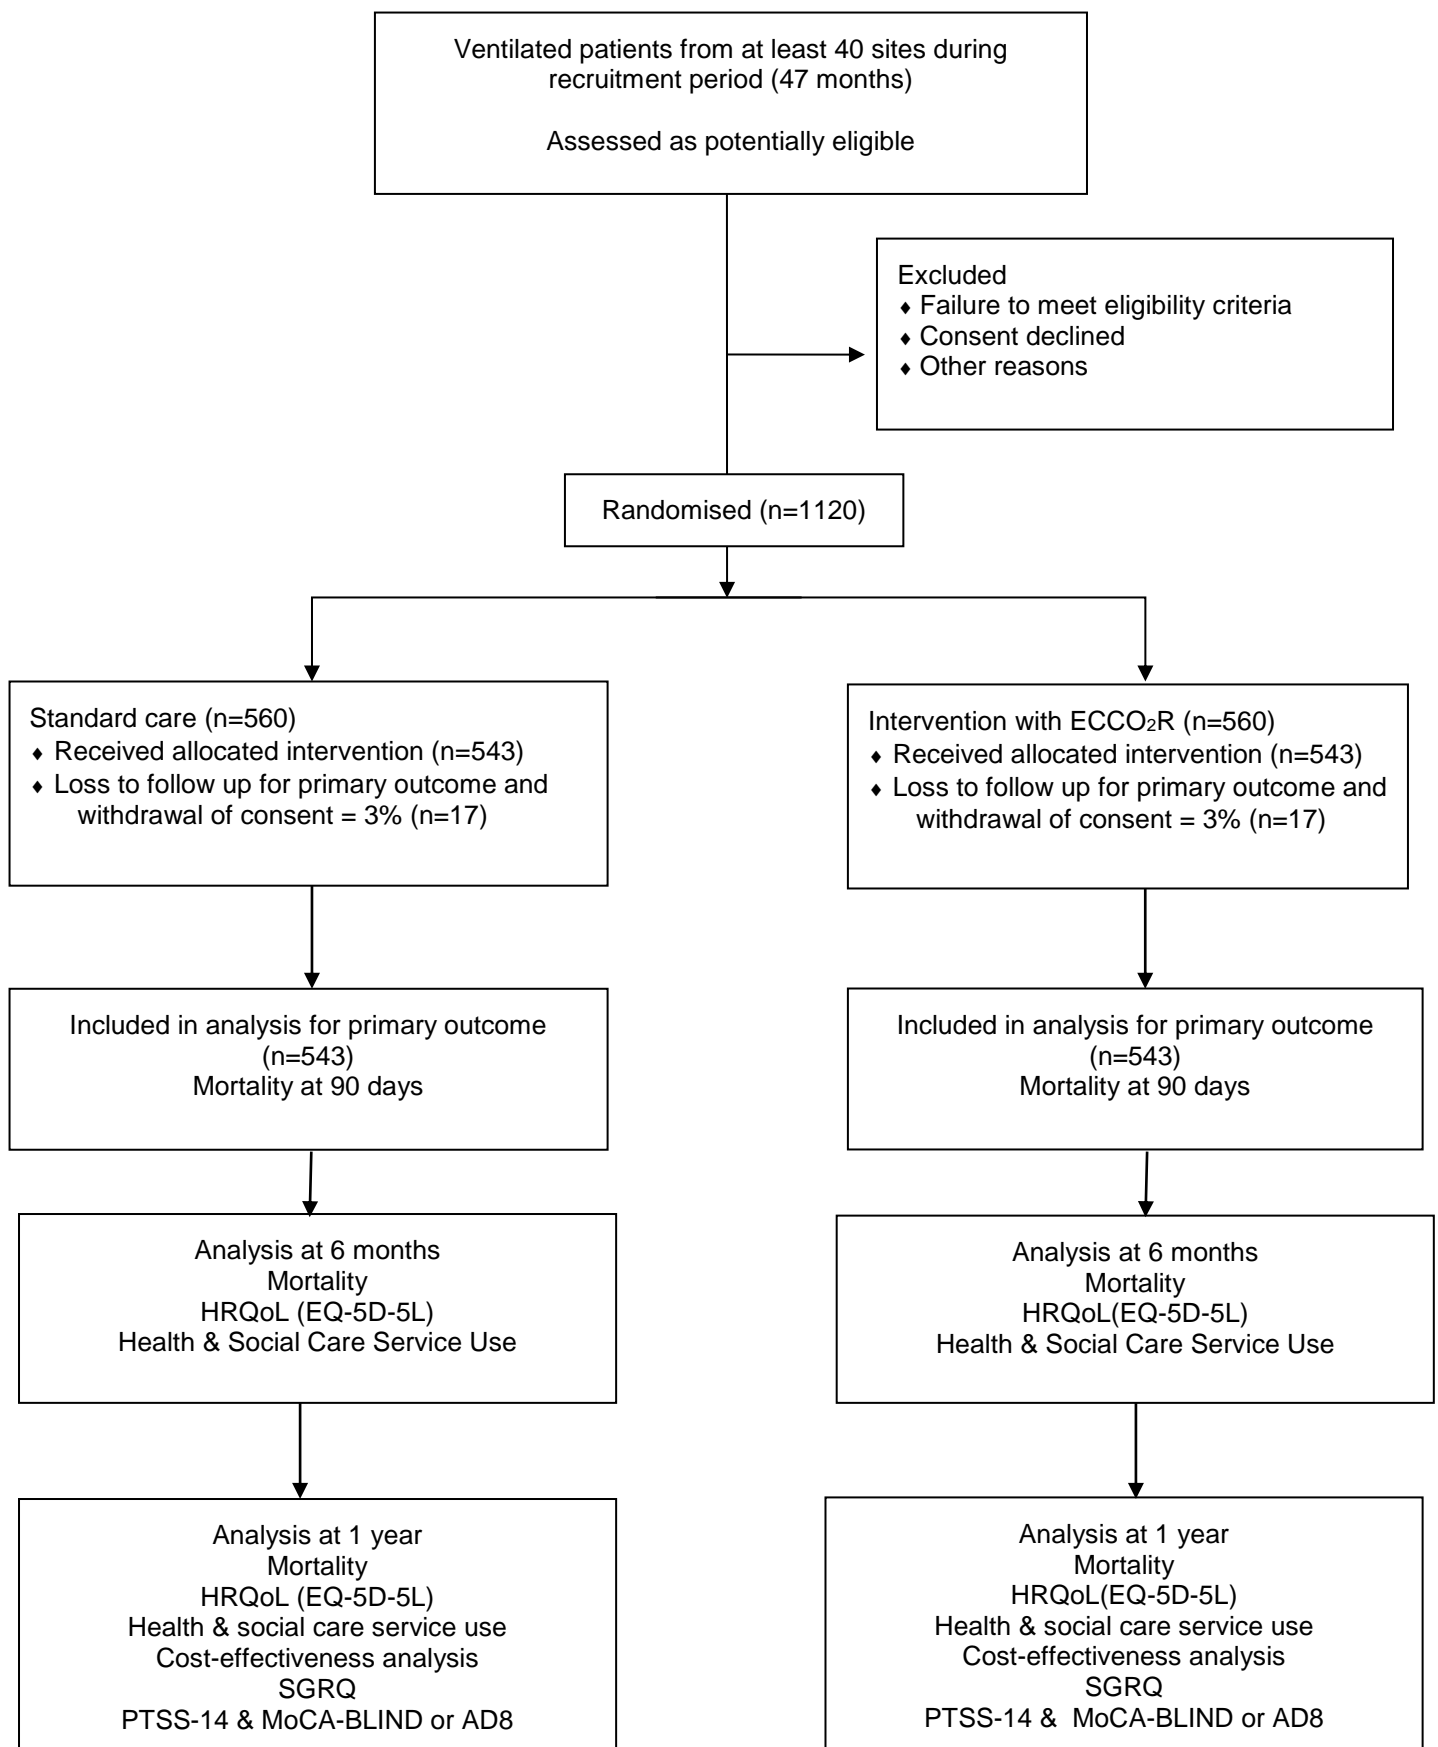 Ventilated patients from at least 40 sites during
recruitment period (47 months)
Assessed as potentially eligible
Excluded
♦ Failure to meet eligibility criteria
♦ Consent declined
♦ Other reasons
Randomised (n=1120)
Standard care (n=560)
♦ Received allocated intervention (n=543)
♦ Loss to follow up for primary outcome and
withdrawal of consent = 3% (n=17)
Intervention with ECCO₂R (n=560)
♦ Received allocated intervention (n=543)
♦ Loss to follow up for primary outcome and
withdrawal of consent = 3% (n=17)
Included in analysis for primary outcome
(n=543)
Mortality at 90 days
Included in analysis for primary outcome
(n=543)
Mortality at 90 days
Analysis at 6 months
Mortality
HRQoL (EQ-5D-5L)
Health & Social Care Service Use
Analysis at 6 months
Mortality
HRQoL(EQ-5D-5L)
Health & Social Care Service Use
Analysis at 1 year
Mortality
HRQoL (EQ-5D-5L)
Health & social care service use
Cost-effectiveness analysis
SGRQ
PTSS-14 & MoCA-BLIND or AD8
Analysis at 1 year
Mortality
HRQoL(EQ-5D-5L)
Health & social care service use
Cost-effectiveness analysis
SGRQ
PTSS-14 & MoCA-BLIND or AD8